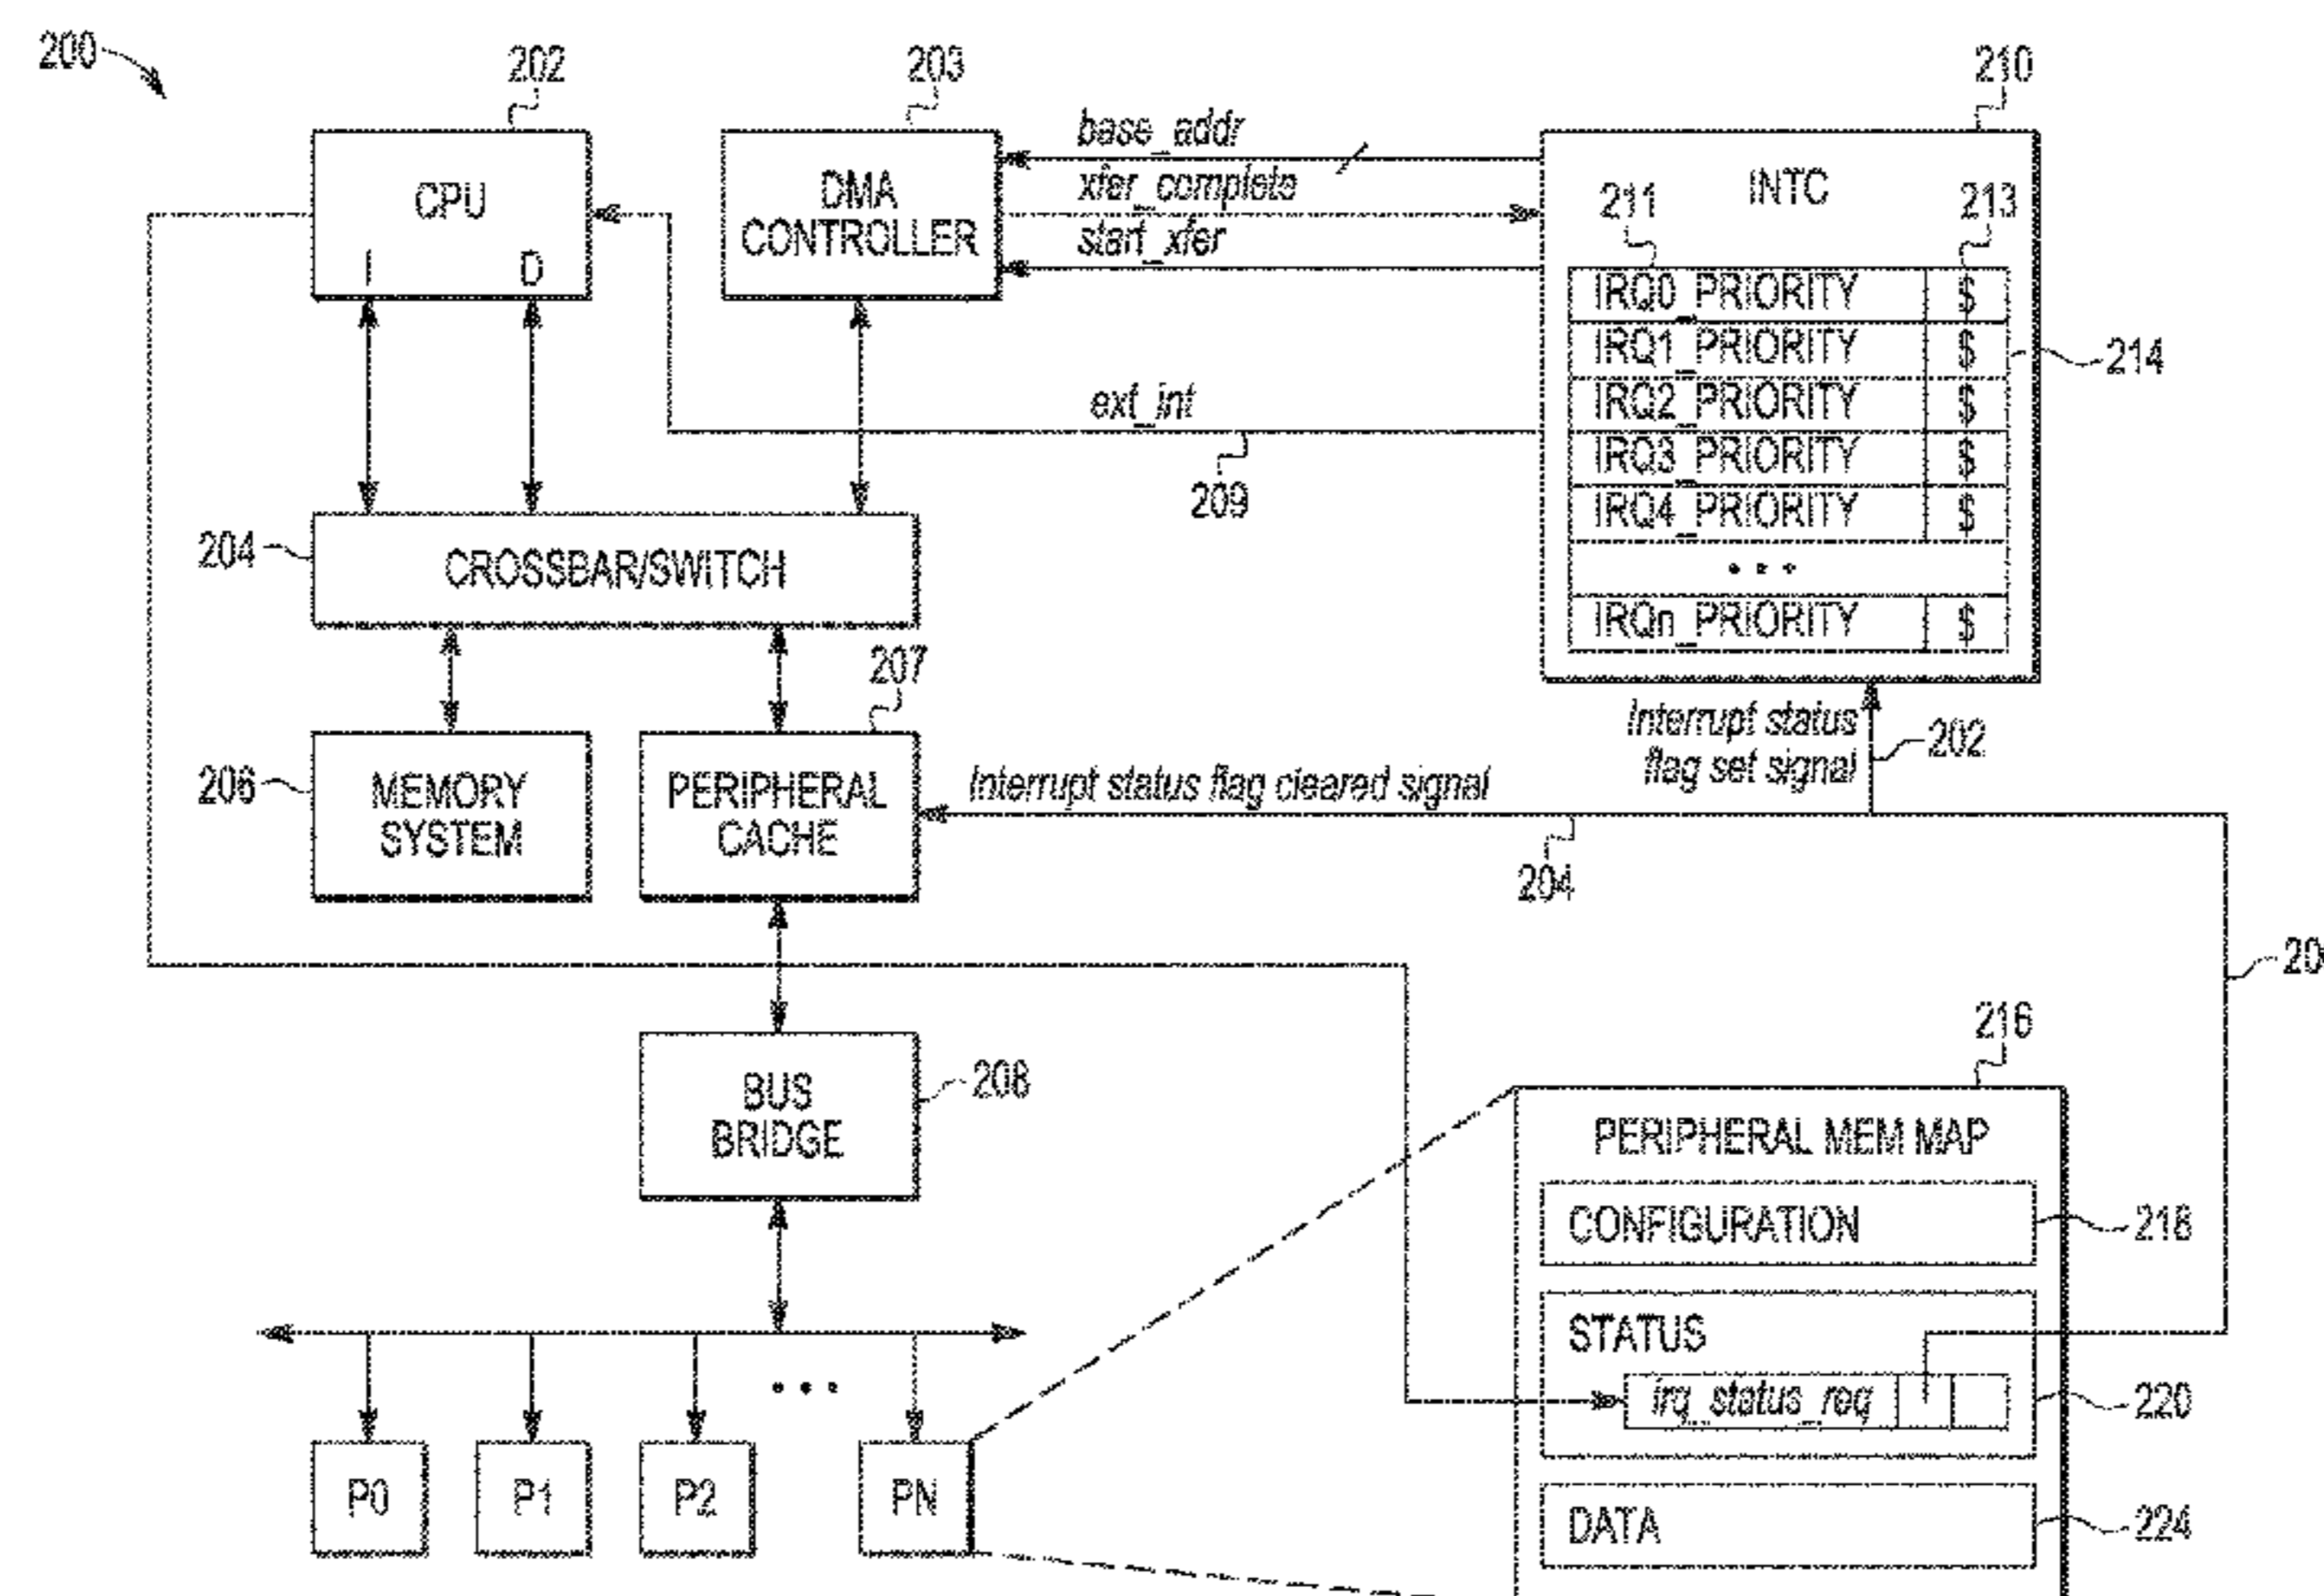 200
202
203
210
CPU
I
D
DMA
CONTROLLER
base_addr
xfer_complete
start_xfer
INTC
211
213
IRQ0_PRIORITY $
IRQ1_PRIORITY $
214
IRQ2_PRIORITY $
IRQ3_PRIORITY $
IRQ4_PRIORITY $
• • •
IRQn_PRIORITY $
ext_int
209
204
CROSSBAR/SWITCH
207
206
MEMORY
SYSTEM
PERIPHERAL
CACHE
Interrupt status
flag set signal
202
Interrupt status flag cleared signal
204
BUS
BRIDGE
208
216
PERIPHERAL MEM MAP
CONFIGURATION
218
STATUS
irq_status_reg
220
DATA
224
• • •
P0
P1
P2
PN